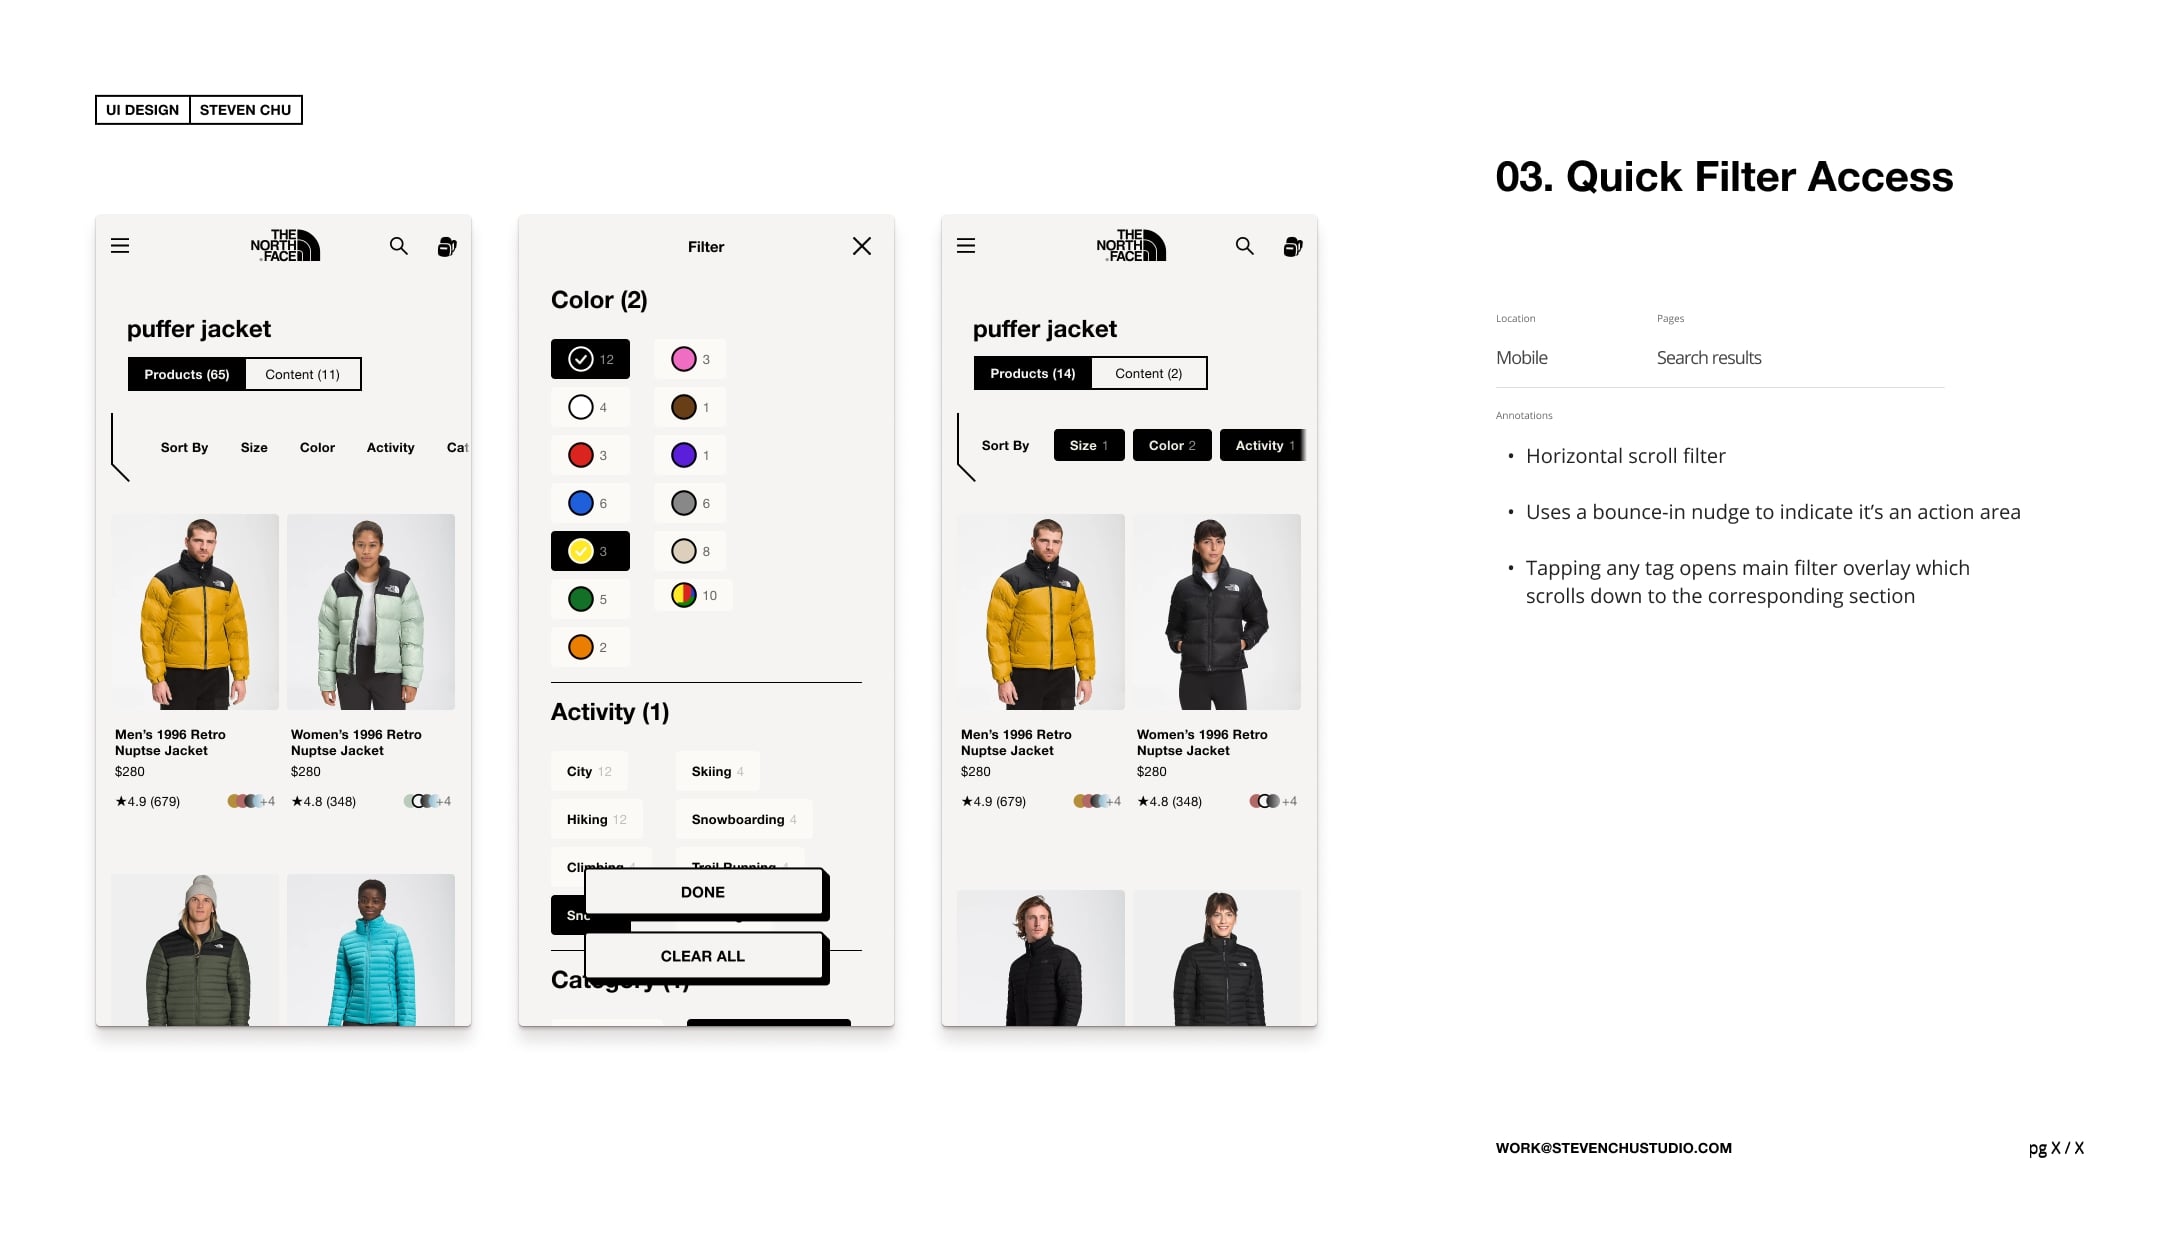 UI DESIGN STEVEN CHU
THE
NORTH
FACE
puffer jacket
Products (65) Content (11)
Sort By Size Color Activity Cat
Men’s 1996 Retro
Nuptse Jacket
$280
★4.9 (679) +4
Women’s 1996 Retro
Nuptse Jacket
$280
★4.8 (348) +4
Filter
Color (2)
12 3
4 1
3 1
6 6
3 8
5 10
2
Activity (1)
City 12 Skiing 4
Hiking 12 Snowboarding 4
Climbing 4 Trail Running 4
DONE
CLEAR ALL
Category (1)
THE
NORTH
FACE
puffer jacket
Products (14) Content (2)
Sort By Size 1 Color 2 Activity 1
Men’s 1996 Retro
Nuptse Jacket
$280
★4.9 (679) +4
Women’s 1996 Retro
Nuptse Jacket
$280
★4.8 (348) +4
03. Quick Filter Access
Location Pages
Mobile Search results
Annotations
• Horizontal scroll filter
• Uses a bounce-in nudge to indicate it’s an action area
• Tapping any tag opens main filter overlay which
scrolls down to the corresponding section
WORK@STEVENCHUSTUDIO.COM
pg X / X